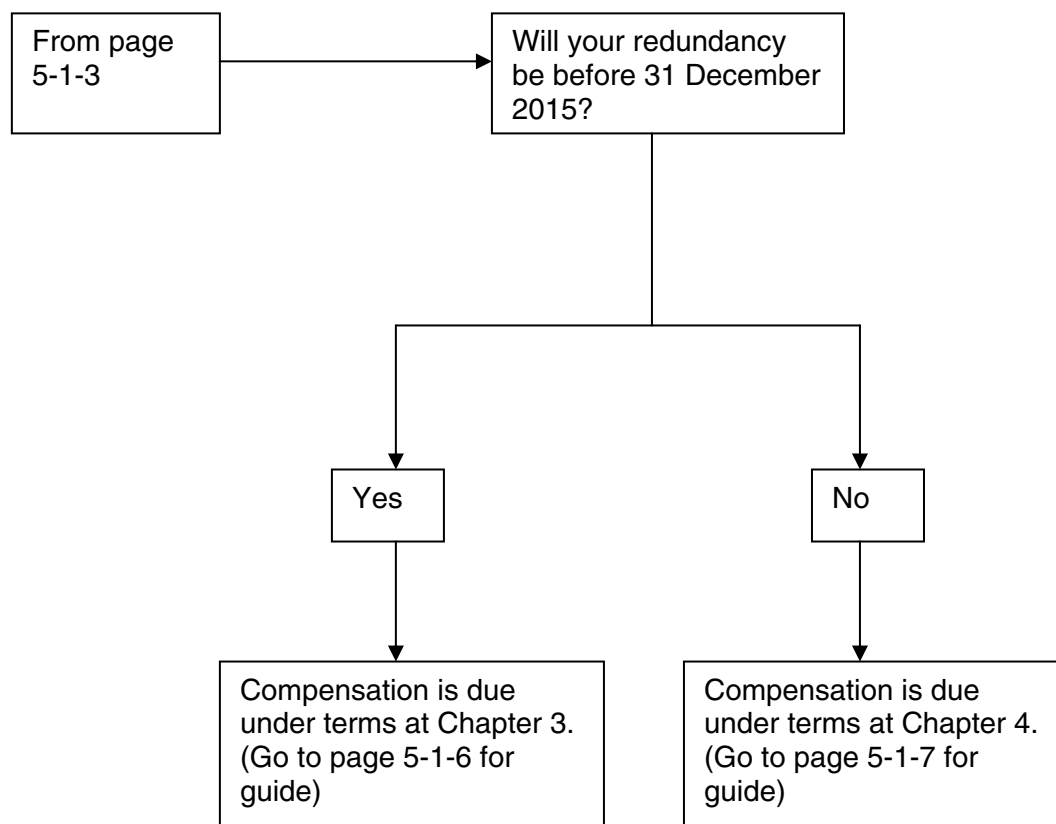 From page
5-1-3
Will your redundancy
be before 31 December
2015?
Yes
No
Compensation is due
under terms at Chapter 3.
(Go to page 5-1-6 for
guide)
Compensation is due
under terms at Chapter 4.
(Go to page 5-1-7 for
guide)